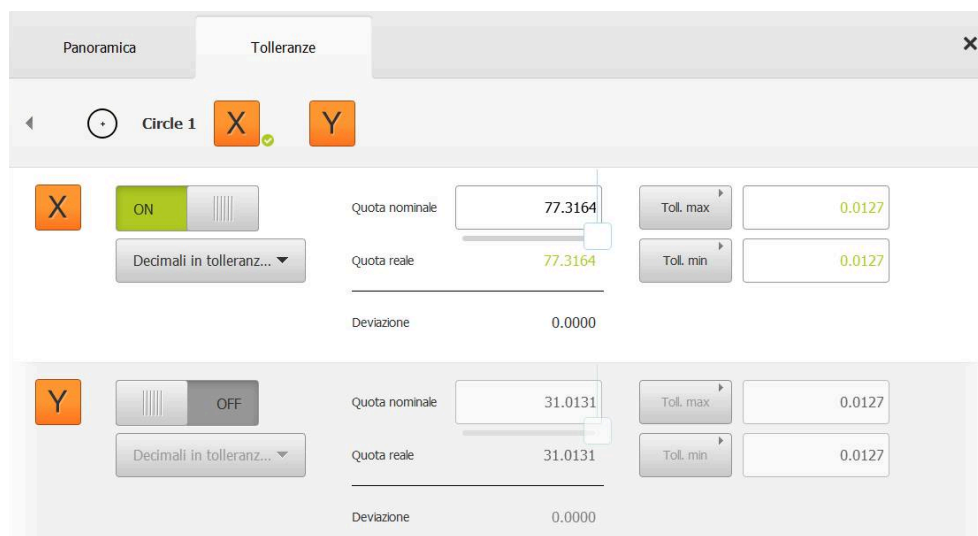 Panoramica Tolleranze
Circle 1 X Y
X ON Quota nominale 77.3164 Toll. max 0.0127
Decimali in tolleranz... Quota reale 77.3164 Toll. min 0.0127
Deviazione 0.0000
Y OFF Quota nominale 31.0131 Toll. max 0.0127
Decimali in tolleranz... Quota reale 31.0131 Toll. min 0.0127
Deviazione 0.0000